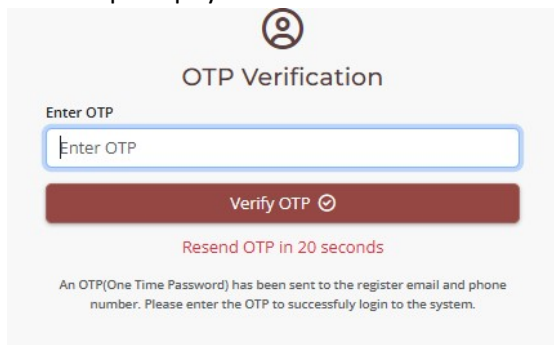 OTP Verification
Enter OTP
Enter OTP
Verify OTP
Resend OTP in 20 seconds
An OTP(One Time Password) has been sent to the register email and phone
number. Please enter the OTP to successfuly login to the system.